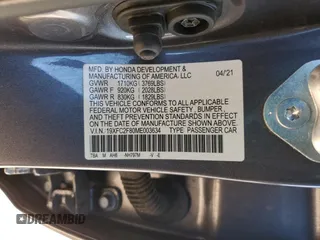 MFD. BY HONDA DEVELOPMENT & 04/21
MANUFACTURING OF AMERICA, LLC
GVWR 1710KG( 3769LBS)
GAWR F 920KG( 2028LBS)
GAWR R 830KG( 1829LBS)
THIS VEHICLE CONFORMS TO ALL APPLICABLE
FEDERAL MOTOR VEHICLE SAFETY, BUMPER,
AND THEFT PREVENTION STANDARDS IN EFFECT
ON THE DATE OF MANUFACTURE SHOWN ABOVE.
V.I.N.: 19XFC2F80ME003634 TYPE: PASSENGER CAR
AUTOBIDMASTER
DREAMBID